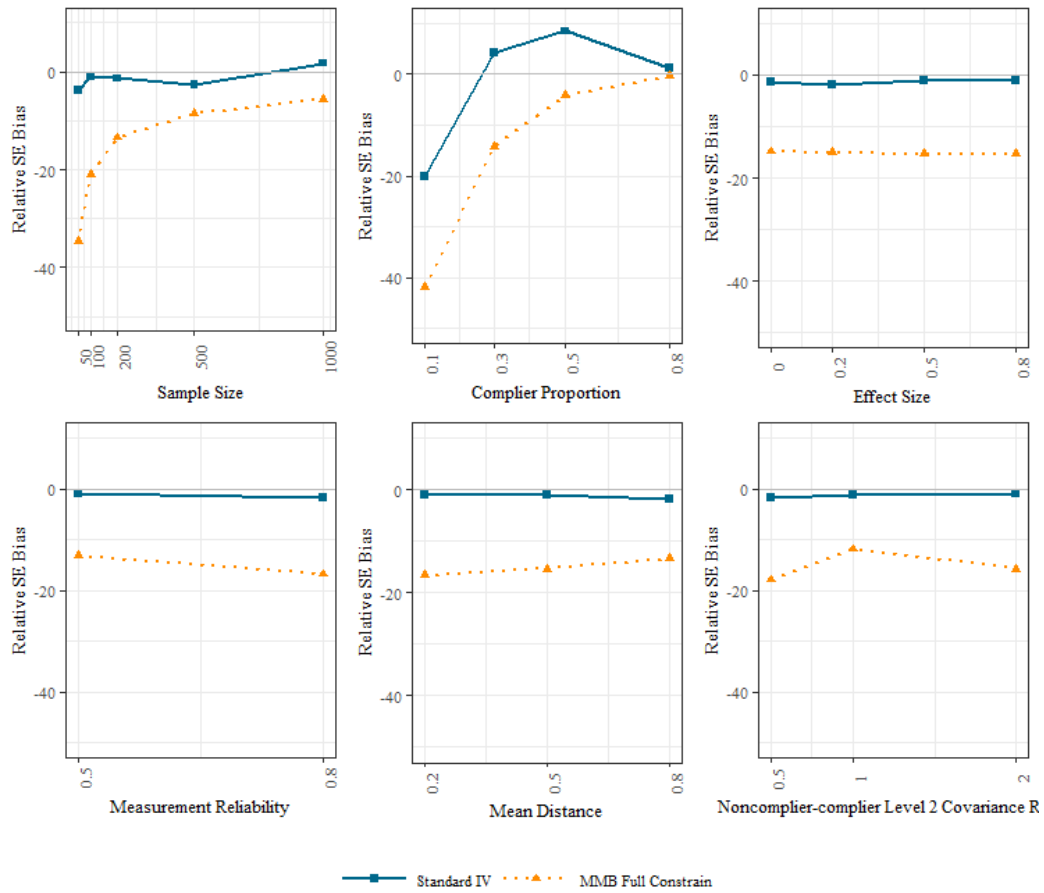 Relative SE Bias
0
-20
-40
50
100
200
500
1000
Sample Size
Relative SE Bias
0
-20
-40
0.1
0.3
0.5
0.8
Complier Proportion
Relative SE Bias
0
-20
-40
0
0.2
0.5
0.8
Effect Size
Relative SE Bias
0
-20
-40
0.5
0.8
Measurement Reliability
Relative SE Bias
0
-20
-40
0.2
0.5
0.8
Mean Distance
Relative SE Bias
0
-20
-40
0.5
1
2
Noncomplier-complier Level 2 Covariance R
Standard IV
MMB Full Constrain